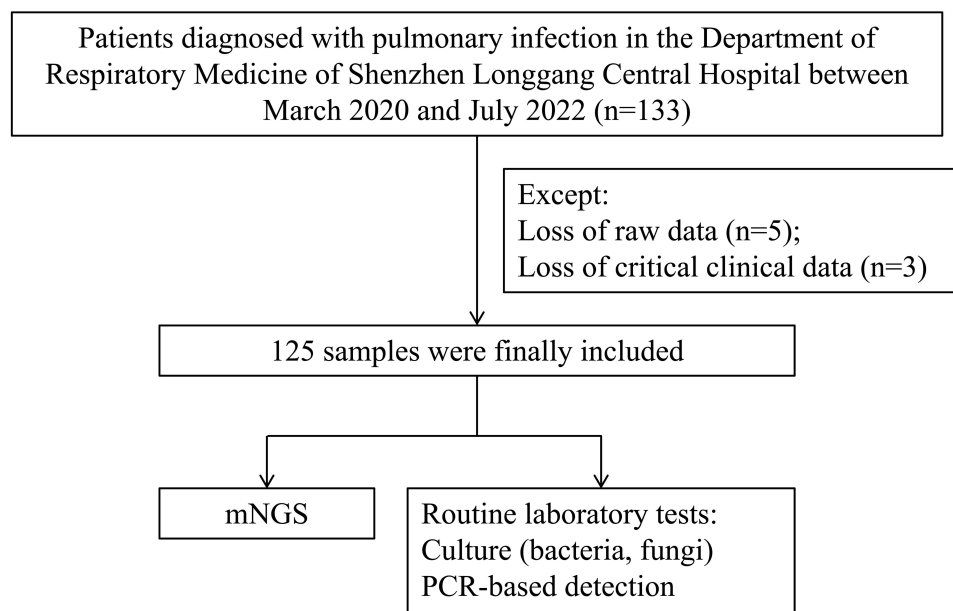 Patients diagnosed with pulmonary infection in the Department of
Respiratory Medicine of Shenzhen Longgang Central Hospital between
March 2020 and July 2022 (n=133)
Except:
Loss of raw data (n=5);
Loss of critical clinical data (n=3)
125 samples were finally included
mNGS
Routine laboratory tests:
Culture (bacteria, fungi)
PCR-based detection